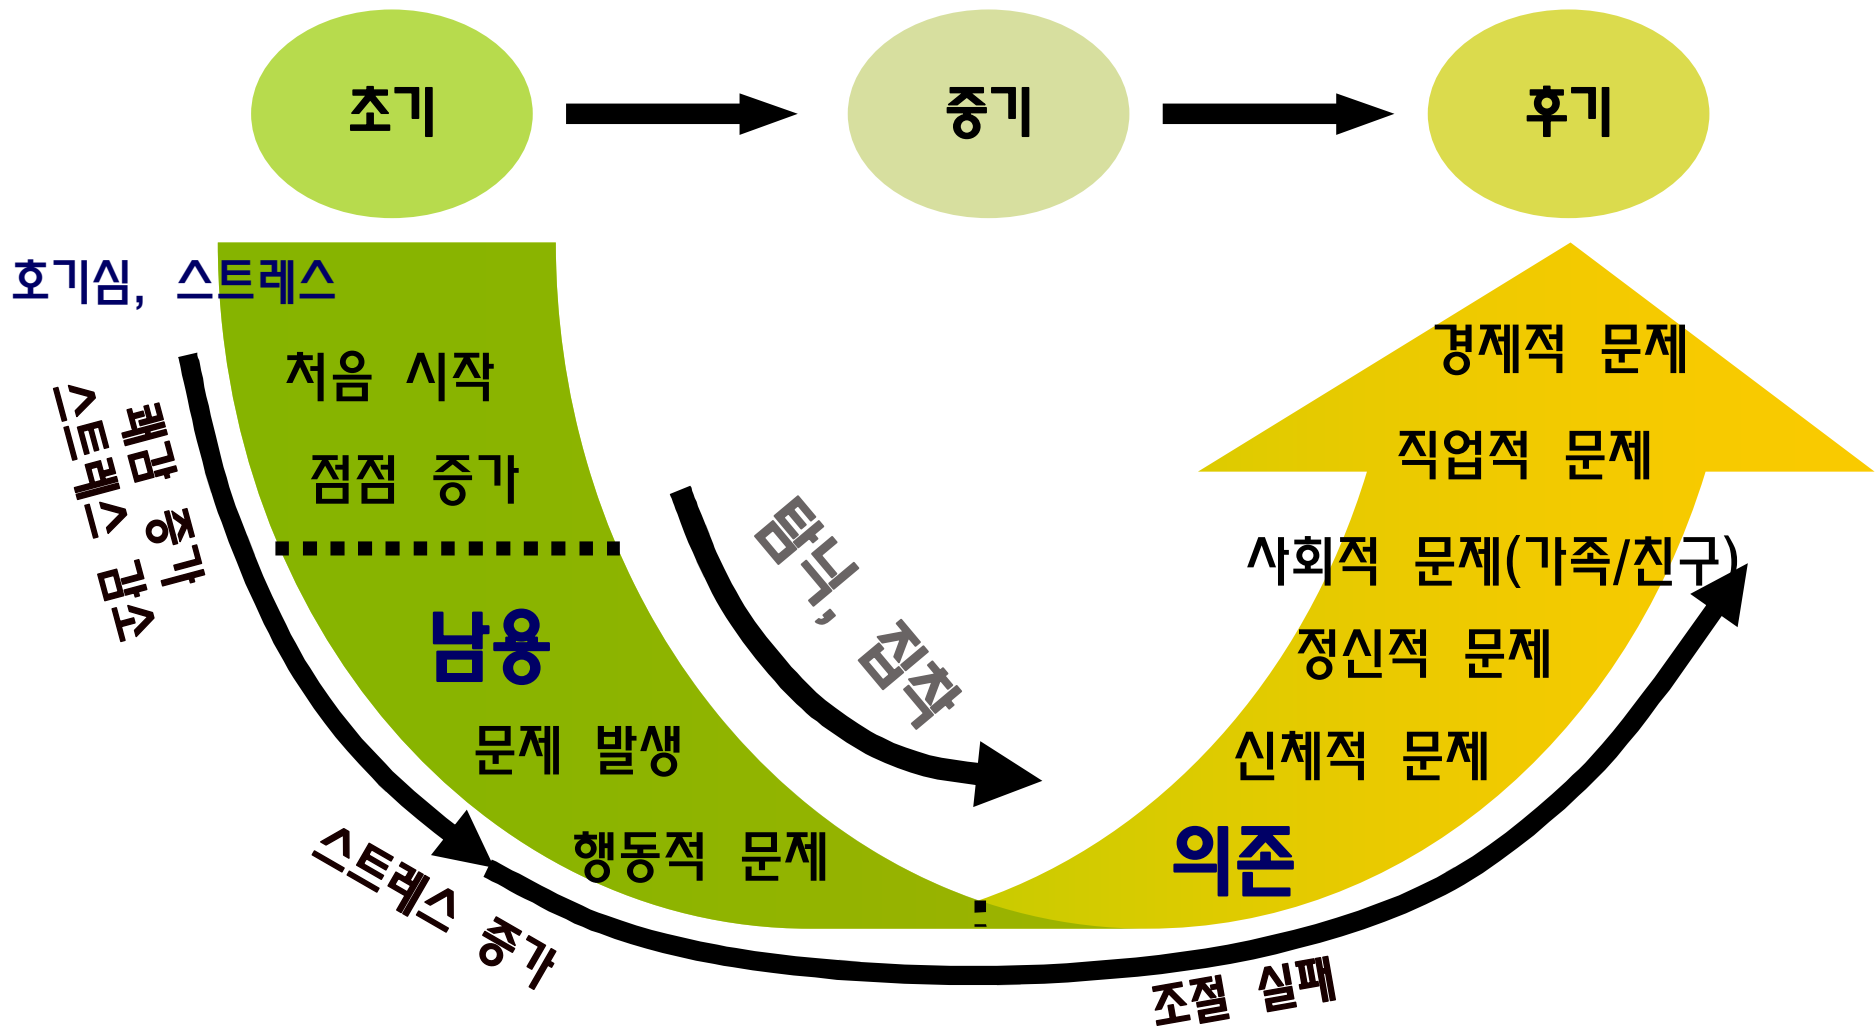 초기
중기
후기
호기심, 스트레스
처음 시작
점점 증가
쾌감 증가
스트레스 감소
남용
문제 발생
행동적 문제
스트레스 증가
탐닉, 집착
경제적 문제
직업적 문제
사회적 문제(가족/친구)
정신적 문제
신체적 문제
의존
조절 실패